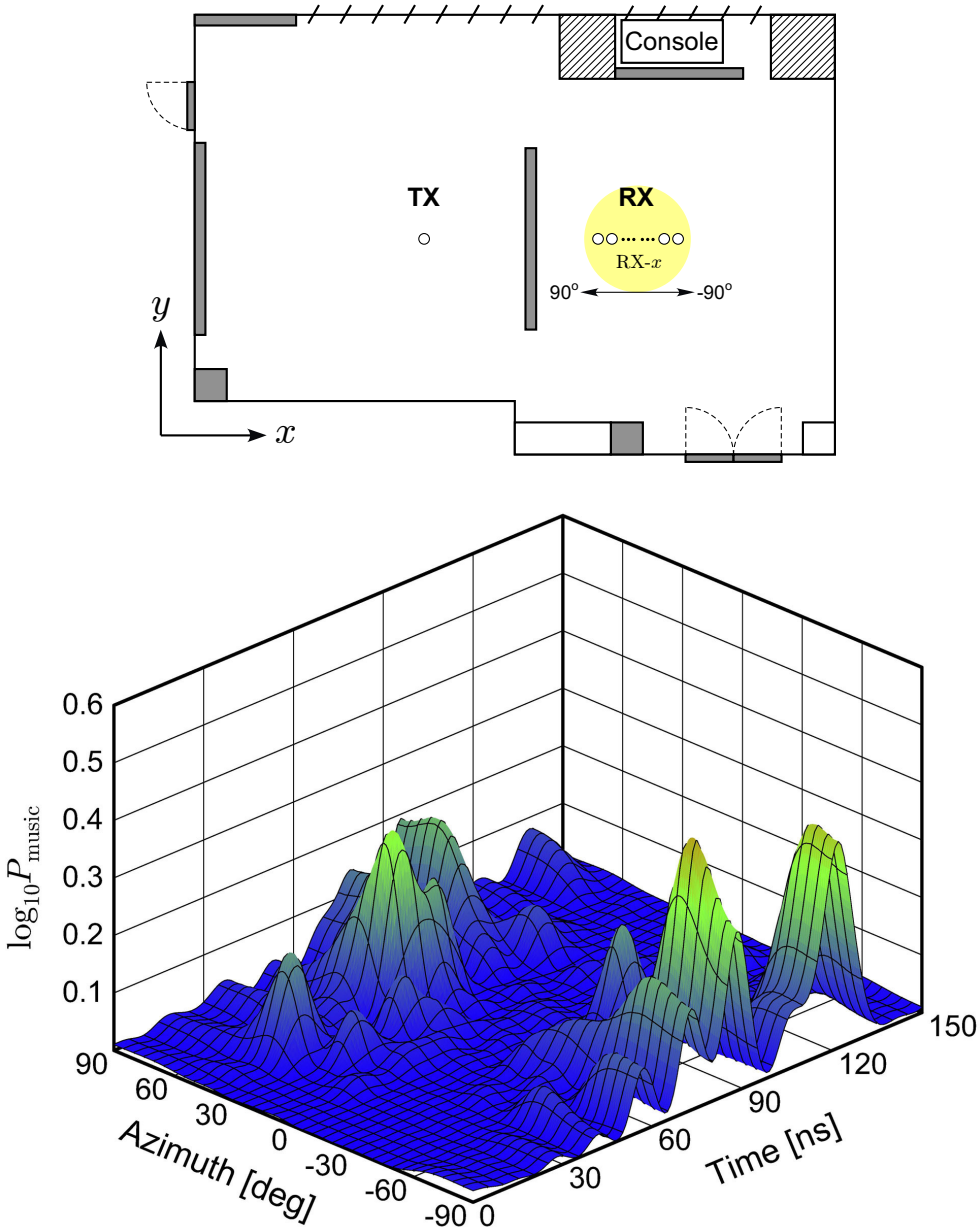 Console
TX
RX
RX-x
90° -90°
y
x
0.6
0.5
0.4
0.3
0.2
0.1
log₁₀Pmusic
90
60
30
0
-30
-60
-90
Azimuth [deg]
0
30
60
90
120
150
Time [ns]